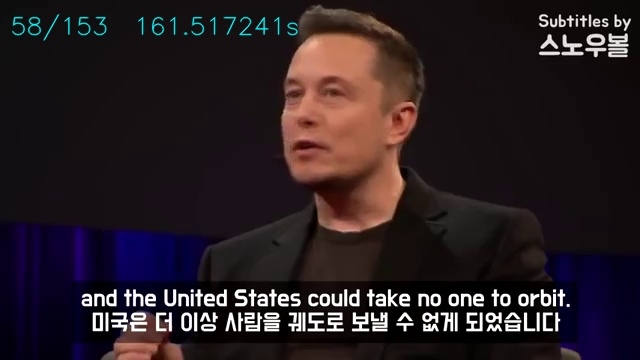 58/153 161.517241s
Subtitles by
스노우볼
and the United States could take no one to orbit.
미국은 더 이상 사람을 궤도로 보낼 수 없게 되었습니다